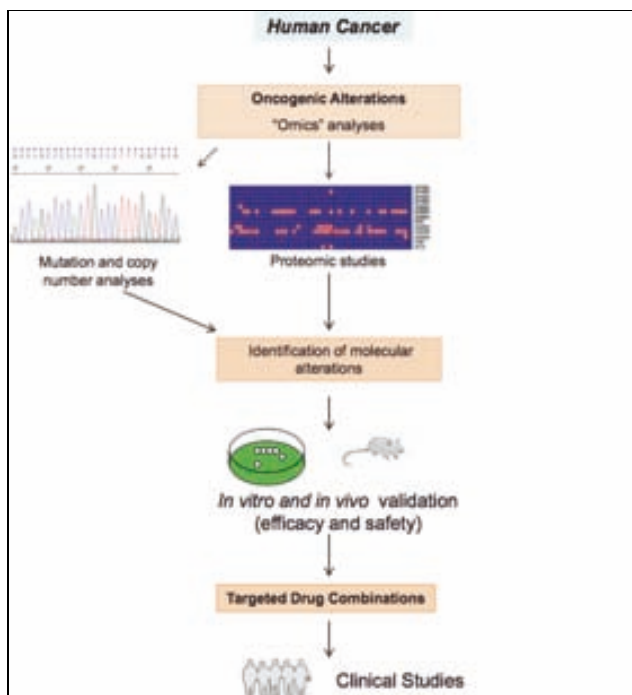 Human Cancer
Oncogenic Alterations
"Omics" analyses
Mutation and copy
number analyses
Proteomic studies
Identification of molecular
alterations
In vitro and in vivo validation
(efficacy and safety)
Targeted Drug Combinations
Clinical Studies